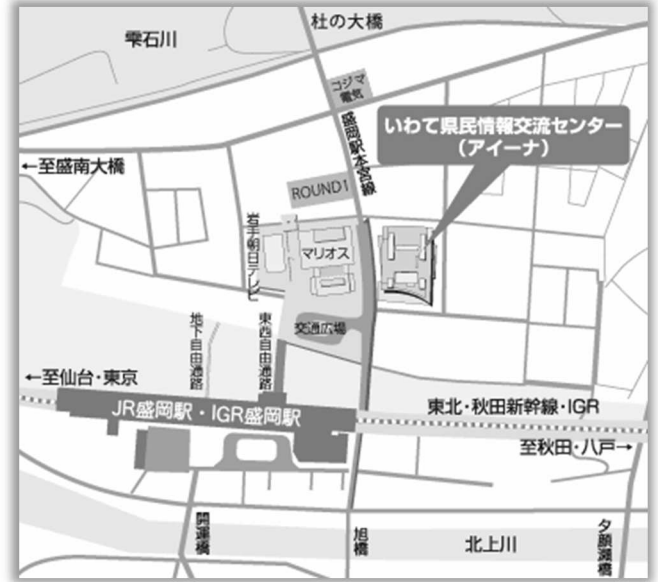 杜の大橋
雫石川
コジマ
電気
盛岡駅本宮線
いわて県民情報交流センター
（アイーナ）
←至盛南大橋
ROUND1
岩手朝日テレビ
マリオス
交通広場
地下自由通路
東西自由通路
←至仙台・東京
JR盛岡駅・IGR盛岡駅
東北・秋田新幹線・IGR
至秋田・八戸→
開運橋
旭橋
北上川
夕顔瀬橋